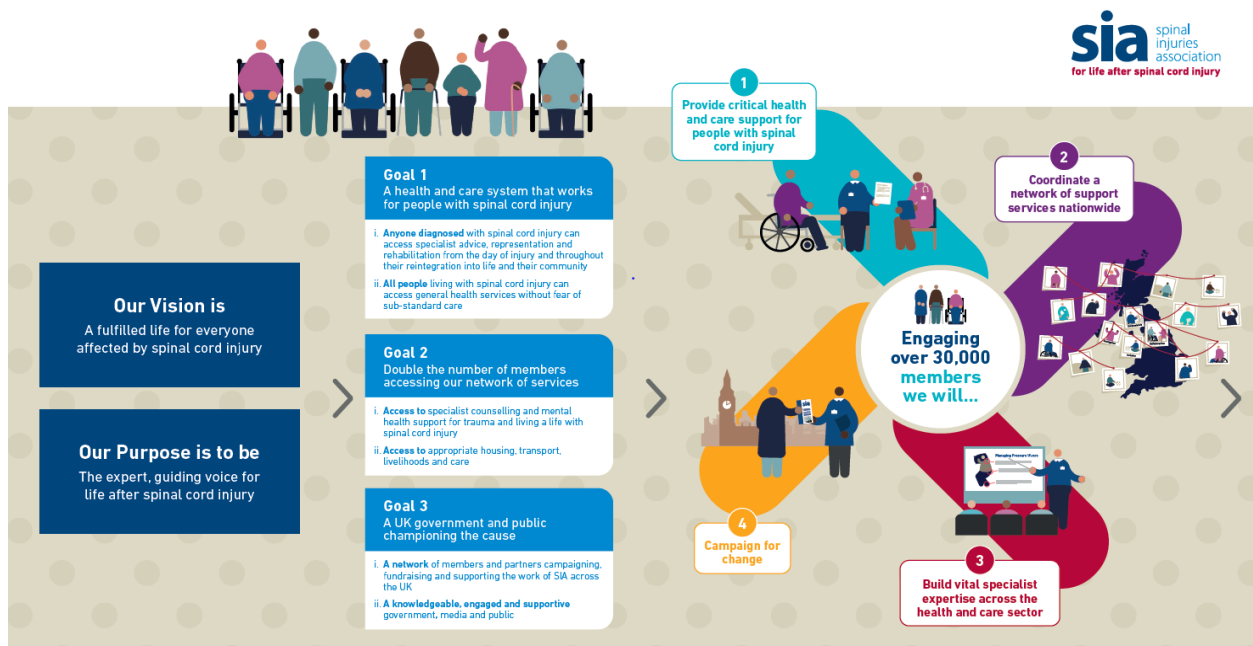 sia spinal
injuries
association
for life after spinal cord injury
Our Vision is
A fulfilled life for everyone
affected by spinal cord injury
Our Purpose is to be
The expert, guiding voice for
life after spinal cord injury
Goal 1
A health and care system that works
for people with spinal cord injury
i. Anyone diagnosed with spinal cord injury can
access specialist advice, representation and
rehabilitation from the day of injury and throughout
their reintegration into life and their community
ii. All people living with spinal cord injury can
access general health services without fear of
sub-standard care
Goal 2
Double the number of members
accessing our network of services
i. Access to specialist counselling and mental
health support for trauma and living a life with
spinal cord injury
ii. Access to appropriate housing, transport,
livelihoods and care
Goal 3
A UK government and public
championing the cause
i. A network of members and partners campaigning,
fundraising and supporting the work of SIA across
the UK
ii. A knowledgeable, engaged and supportive
government, media and public
Engaging
over 30,000
members
we will...
1
Provide critical health
and care support for
people with spinal
cord injury
2
Coordinate a
network of support
services nationwide
Managing Pressure Ulcers
3
Build vital specialist
expertise across the
health and care sector
sia
4
Campaign for
change